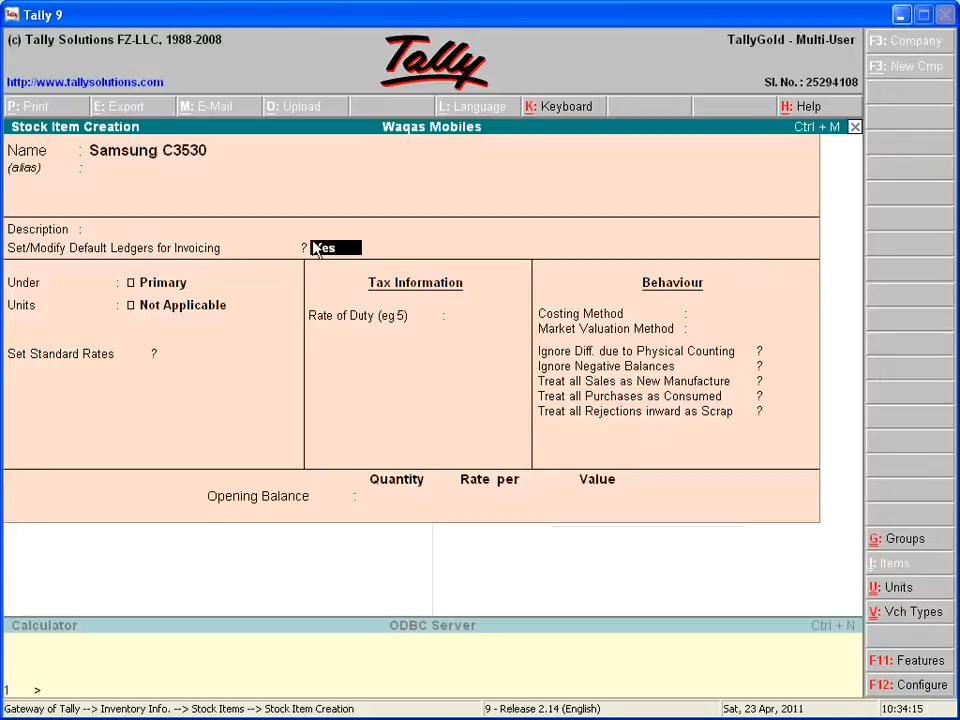 Tally 9
(c) Tally Solutions FZ-LLC, 1988-2008
Tally
TallyGold - Multi-User
http://www.tallysolutions.com
Sl. No. : 25294108
P: Print
E: Export
M: E-Mail
O: Upload
L: Language
K: Keyboard
H: Help
Stock Item Creation
Waqas Mobiles
Ctrl + M
Name : Samsung C3530
(alias) :
Description :
Set/Modify Default Ledgers for Invoicing ? Yes
Under : Primary
Units : Not Applicable
Set Standard Rates ?
Tax Information
Rate of Duty (eg 5) :
Behaviour
Costing Method :
Market Valuation Method :
Ignore Diff. due to Physical Counting ?
Ignore Negative Balances ?
Treat all Sales as New Manufacture ?
Treat all Purchases as Consumed ?
Treat all Rejections inward as Scrap ?
Quantity Rate per Value
Opening Balance :
F3: Company
F3: New Cmp
G: Groups
I: Items
U: Units
V: Vch Types
F11: Features
F12: Configure
Calculator
ODBC Server
Ctrl + N
1 >
Gateway of Tally --> Inventory Info. --> Stock Items --> Stock Item Creation
9 - Release 2.14 (English)
Sat, 23 Apr, 2011
10:34:15